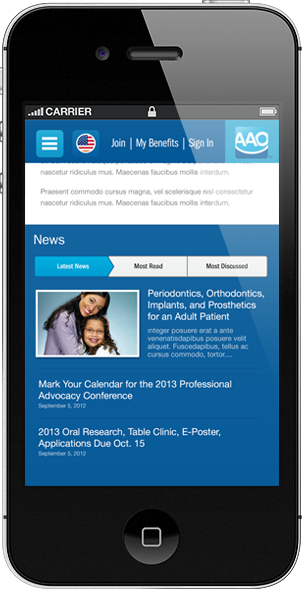 CARRIER
Join | My Benefits | Sign In
AAO
nascetur ridiculus mus. Maecenas faucibus mollis interdum.
Praesent commodo cursus magna, vel scelerisque nisl consectetur
nascetur ridiculus mus. Maecenas faucibus mollis interdum.
News
Latest News
Most Read
Most Discussed
Periodontics, Orthodontics,
Implants, and Prosthetics
for an Adult Patient
integer posuere erat a ante
venenatisdapibus posuere velit
aliquet. Fuscedapibus, tellus ac
cursus commodo, tortor....
Mark Your Calendar for the 2013 Professional
Advocacy Conference
September 5, 2012
2013 Oral Research, Table Clinic, E-Poster,
Applications Due Oct. 15
September 5, 2012